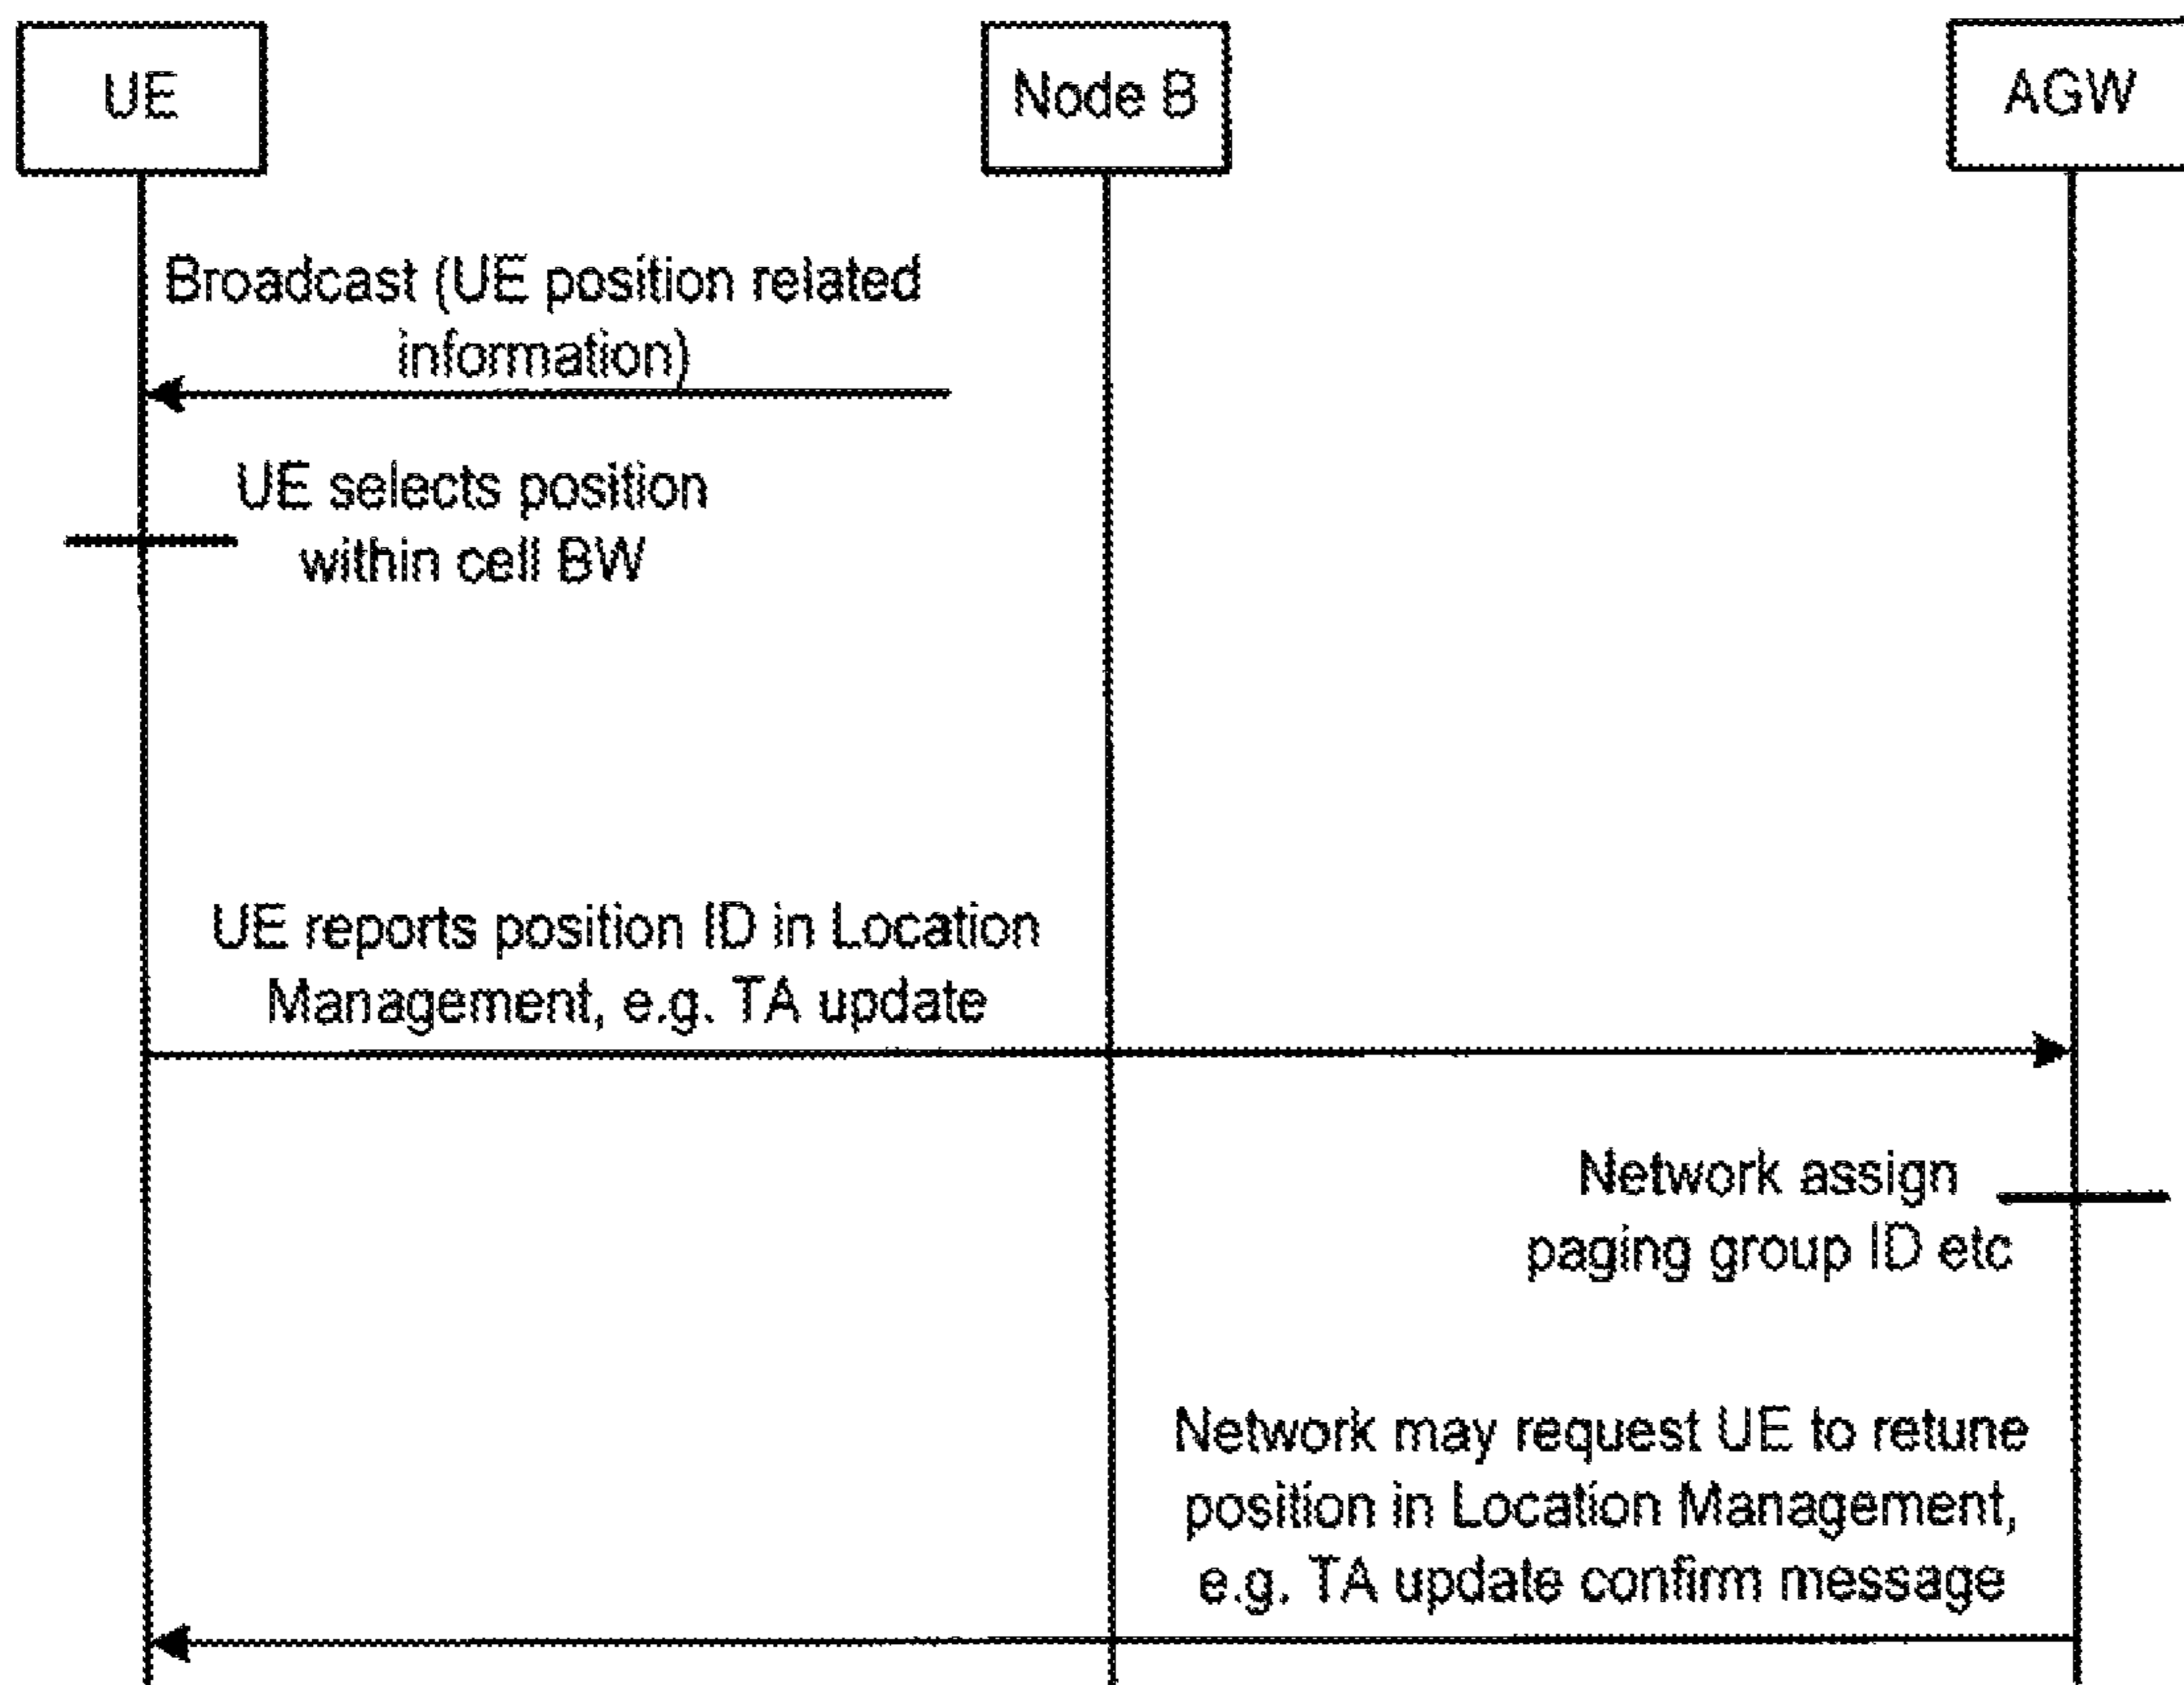 UE
Node B
AGW
Broadcast (UE position related
information)
UE selects position
within cell BW
UE reports position ID in Location
Management, e.g. TA update
Network assign
paging group ID etc
Network may request UE to retune
position in Location Management,
e.g. TA update confirm message